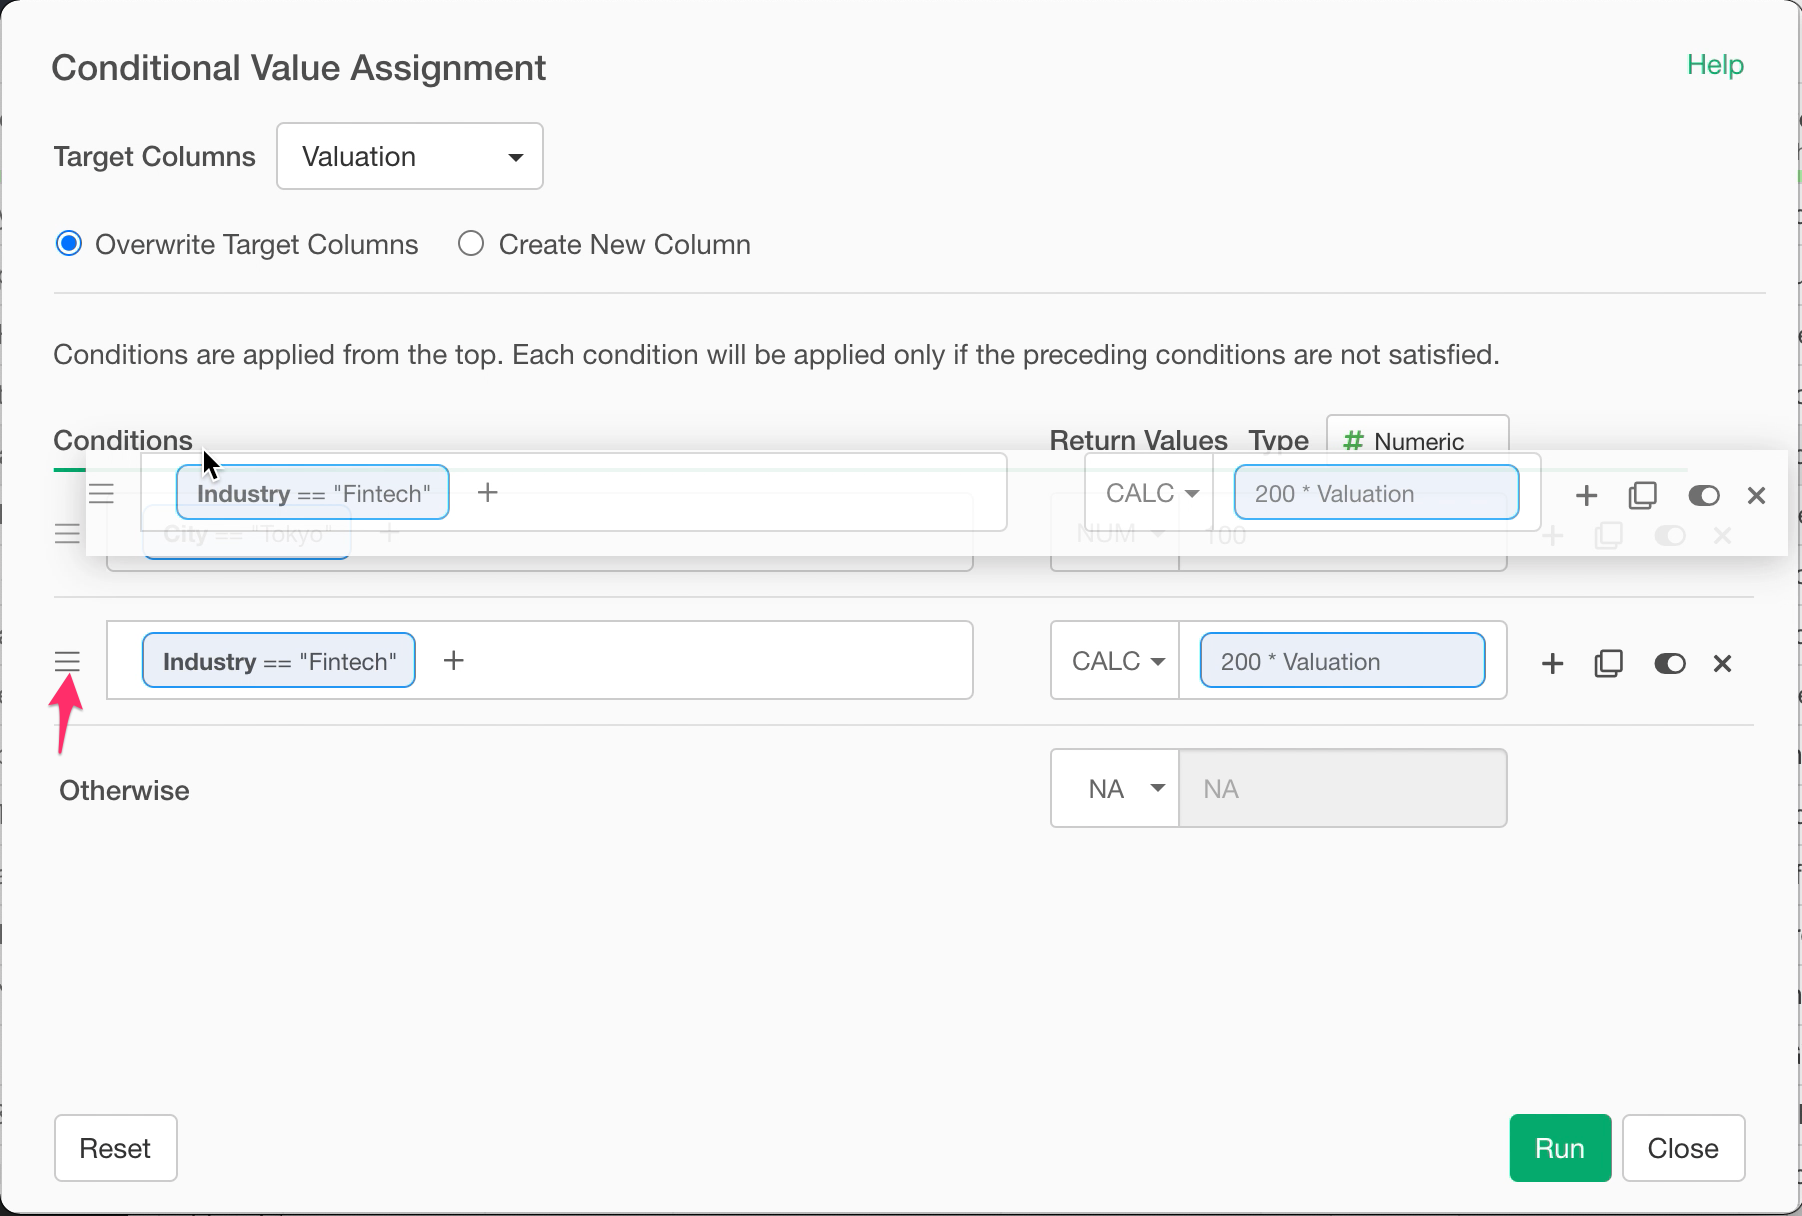 Conditional Value Assignment
Help
Target Columns
Valuation
Overwrite Target Columns
Create New Column
Conditions are applied from the top. Each condition will be applied only if the preceding conditions are not satisfied.
Conditions
Return Values
Type
# Numeric
Industry == "Fintech"
+
CALC
200 * Valuation
City == "Tokyo"
+
NUM
100
Industry == "Fintech"
+
CALC
200 * Valuation
Otherwise
NA
NA
Reset
Run
Close